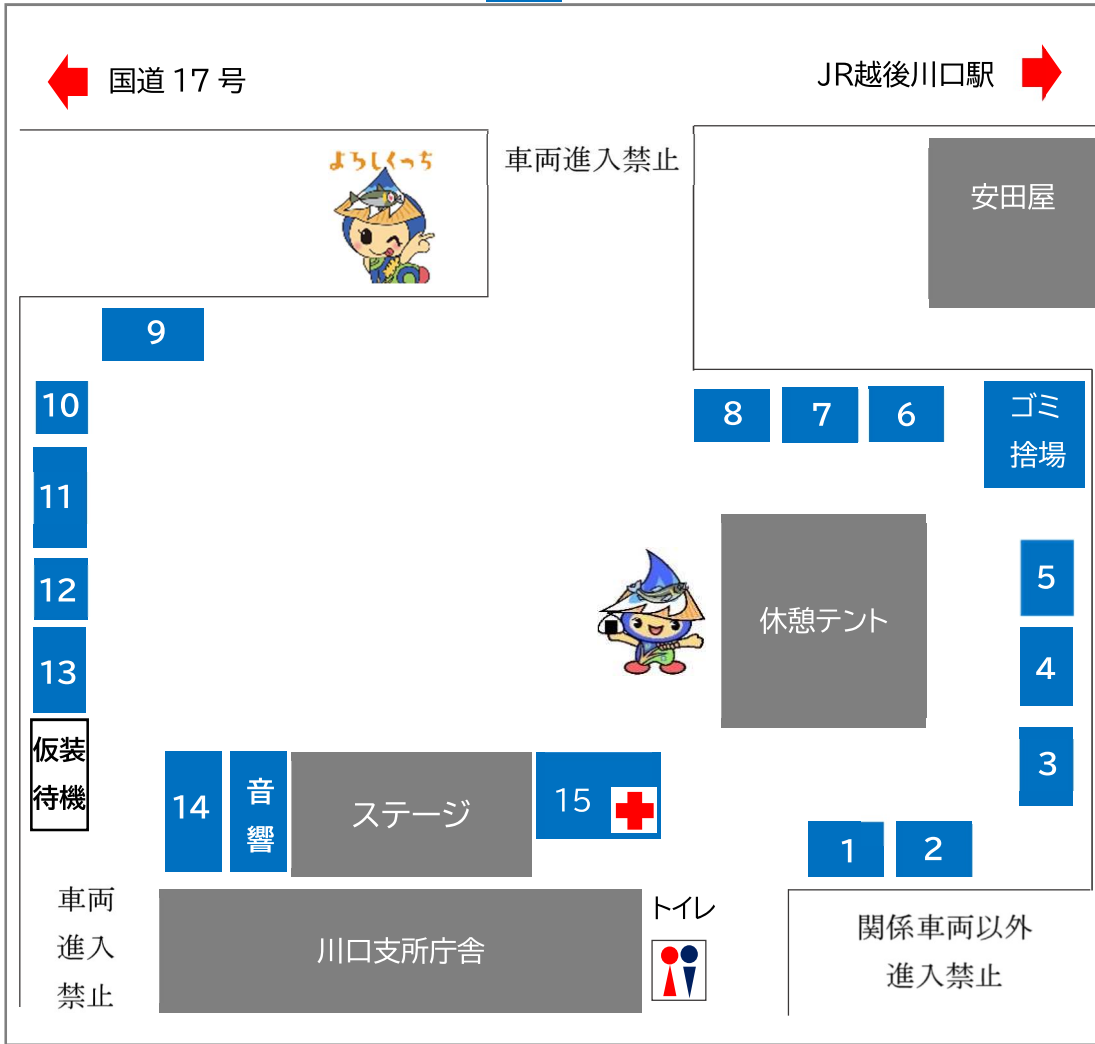 国道 17 号
JR越後川口駅
よろしくっち
車両進入禁止
安田屋
9
10
8
7
6
ゴミ
捨場
11
5
12
休憩テント
4
13
3
仮装
待機
14
音
響
ステージ
15
1
2
車両
進入
禁止
川口支所庁舎
トイレ
関係車両以外
進入禁止